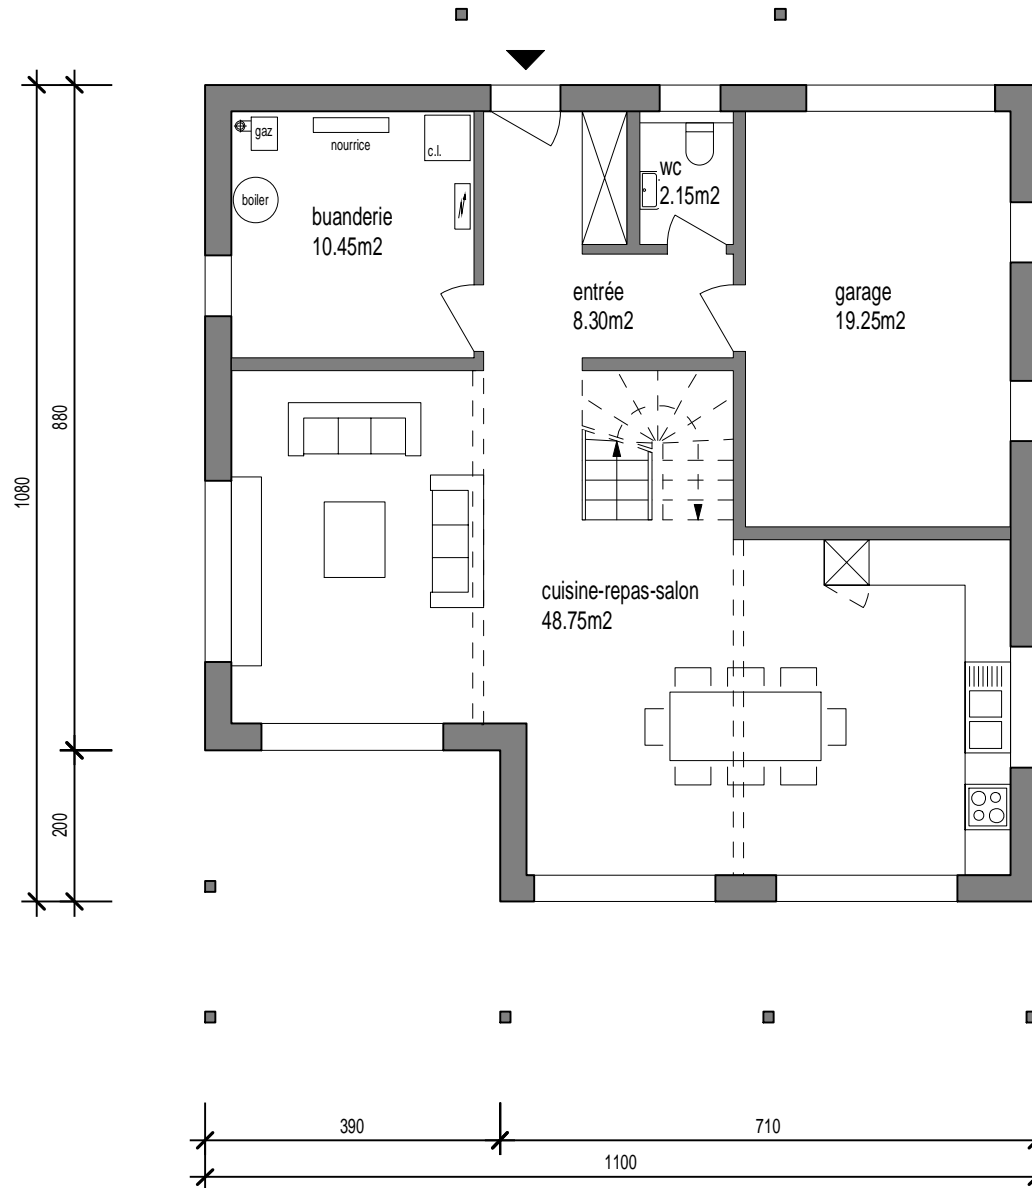 gaz
nourrice
c.l.
wc
2.15m2
boiler
buanderie
10.45m2
entrée
8.30m2
garage
19.25m2
880
1080
cuisine-repas-salon
48.75m2
200
390
710
1100